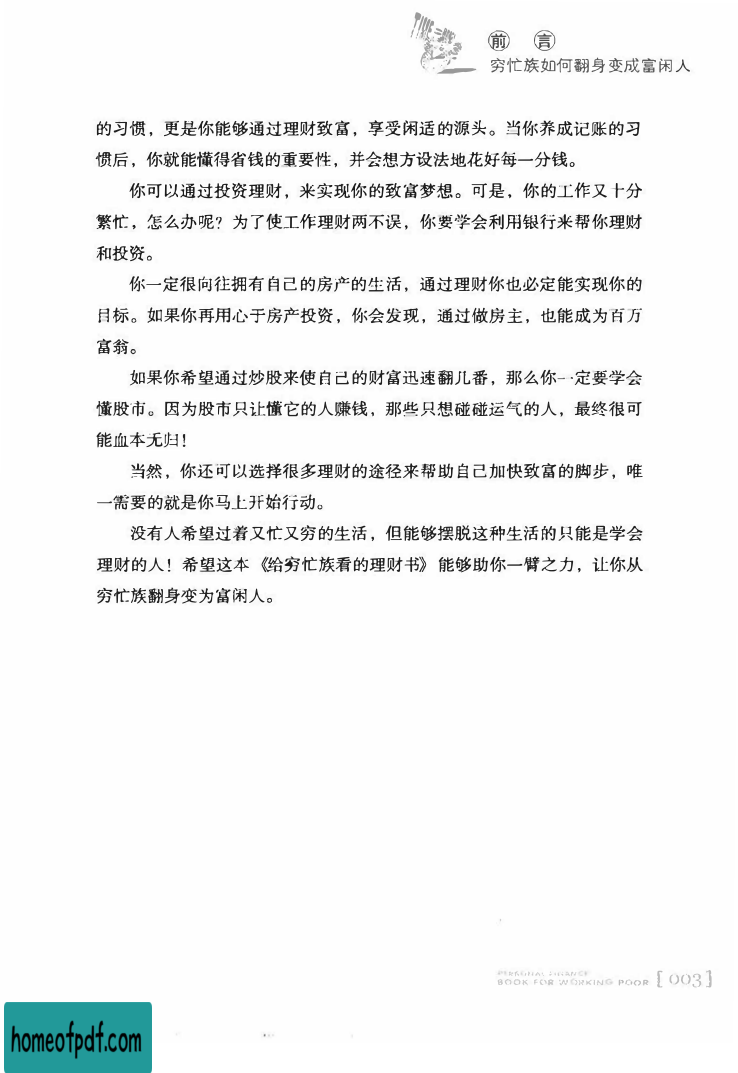 前 言
穷忙族如何翻身变成富闲人
的习惯，更是你能够通过理财致富，享受闲适的源头。当你养成记账的习
惯后，你就能懂得省钱的重要性，并会想方设法地花好每一分钱。
你可以通过投资理财，来实现你的致富梦想。可是，你的工作又十分
繁忙，怎么办呢？为了使工作理财两不误，你要学会利用银行来帮你理财
和投资。
你一定很向往拥有自己的房产的生活，通过理财你也必定能实现你的
目标。如果你再用心于房产投资，你会发现，通过做房主，也能成为百万
富翁。
如果你希望通过炒股来使自己的财富迅速翻几番，那么你一定要学会
懂股市。因为股市只让懂它的人赚钱，那些只想碰碰运气的人，最终很可
能血本无归！
当然，你还可以选择很多理财的途径来帮助自己加快致富的脚步，唯
一需要的就是你马上开始行动。
没有人希望过着又忙又穷的生活，但能够摆脱这种生活的只能是学会
理财的人！希望这本《给穷忙族看的理财书》能够助你一臂之力，让你从
穷忙族翻身变为富闲人。
PERSONAL FINANCE
BOOK FOR WORKING POOR [003]
homeofpdf.com